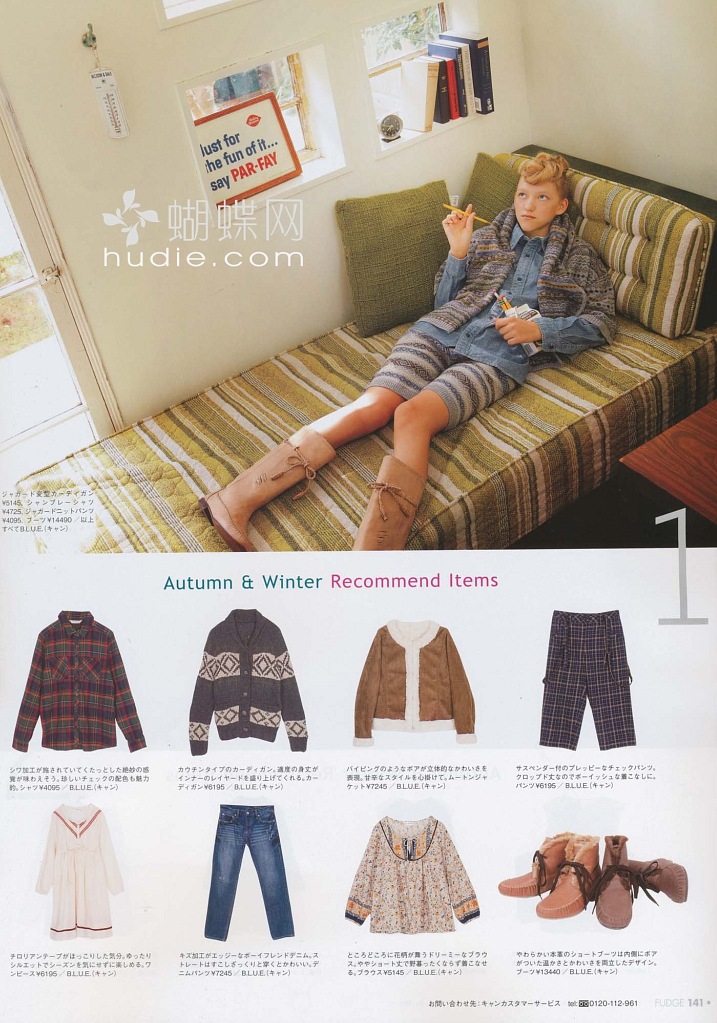 WILSON & DALE
Just for
the fun of it...
say PAR-FAY
蝴蝶网
hudie.com
ジャガード変型カーディガン
¥5145、シャンブレーシャツ
¥4725、ジャガードニットパンツ
¥4095、ブーツ¥14490／以上
すべてB.L.U.E.(キャン)
1
Autumn & Winter Recommend Items
シワ加工が施されていてくたっとした絶妙の感
覚が味わえそう。珍しいチェックの配色も魅力
的。シャツ¥4095／B.L.U.E.(キャン)
カウチンタイプのカーディガン。適度の身丈が
インナーのレイヤードを盛り上げてくれる。カー
ディガン¥6195／B.L.U.E.(キャン)
パイピングのようなボアが立体的なかわいさを
表現。甘辛なスタイルを心掛けて。ムートンジャ
ケット¥7245／B.L.U.E.(キャン)
サスペンダー付のプレッピーなチェックパンツ。
クロップド丈なのでボーイッシュな着こなしに。
パンツ¥6195／B.L.U.E.(キャン)
チロリアンテープがほっこりした気分。ゆったり
シルエットでシーズンを気にせずに楽しめる。ワ
ンピース¥6195／B.L.U.E.(キャン)
キズ加工がエッジーなボーイフレンドデニム。ス
トレートはすこしざっくりと穿くとかわいい。デ
ニムパンツ¥7245／B.L.U.E.(キャン)
ところどころに花柄が舞うドリーミーなブラウ
ス。ややショート丈で野暮ったくならず着こなせ
る。ブラウス¥5145／B.L.U.E.(キャン)
やわらかい本革のショートブーツは内側にボア
がついた温かさとかわいさを両立したデザイン。
ブーツ¥13440／B.L.U.E.(キャン)
お問い合わせ先：キャンカスタマーサービス tel:0120-112-961
FUDGE 141